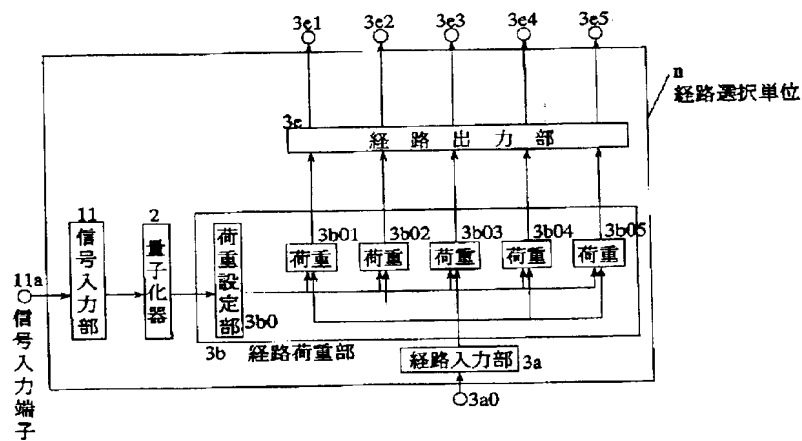 3e1 3e2 3e3 3e4 3e5
n
経路選択単位
3e
経路出力部
11 2
3b01 3b02 3b03 3b04 3b05
信号入力部
量子化器
荷重設定部
荷重 荷重 荷重 荷重 荷重
11a
信号入力端子
3b0
3b 経路荷重部
経路入力部 3a
3a0